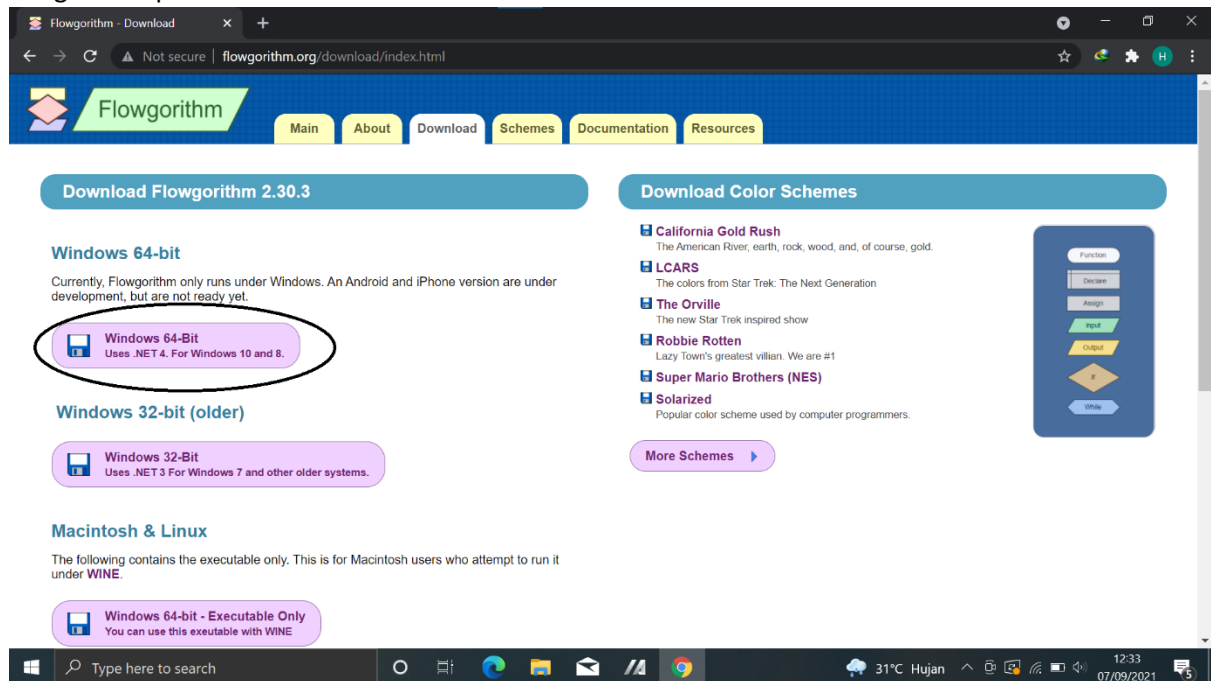 Flowgorithm - Download
Not secure | flowgorithm.org/download/index.html
H
Flowgorithm
Main
About
Download
Schemes
Documentation
Resources
Download Flowgorithm 2.30.3
Windows 64-bit
Currently, Flowgorithm only runs under Windows. An Android and iPhone version are under
development, but are not ready yet.
Windows 64-Bit
Uses .NET 4. For Windows 10 and 8.
Windows 32-bit (older)
Windows 32-Bit
Uses .NET 3 For Windows 7 and other older systems.
Macintosh & Linux
The following contains the executable only. This is for Macintosh users who attempt to run it
under WINE.
Windows 64-bit - Executable Only
You can use this exeutable with WINE
Download Color Schemes
California Gold Rush
The American River, earth, rock, wood, and, of course, gold.
LCARS
The colors from Star Trek: The Next Generation
The Orville
The new Star Trek inspired show
Robbie Rotten
Lazy Town's greatest villian. We are #1
Super Mario Brothers (NES)
Solarized
Popular color scheme used by computer programmers.
More Schemes
Function
Declare
Assign
Input
Output
If
While
Type here to search
31°C Hujan
12:33
07/09/2021
5